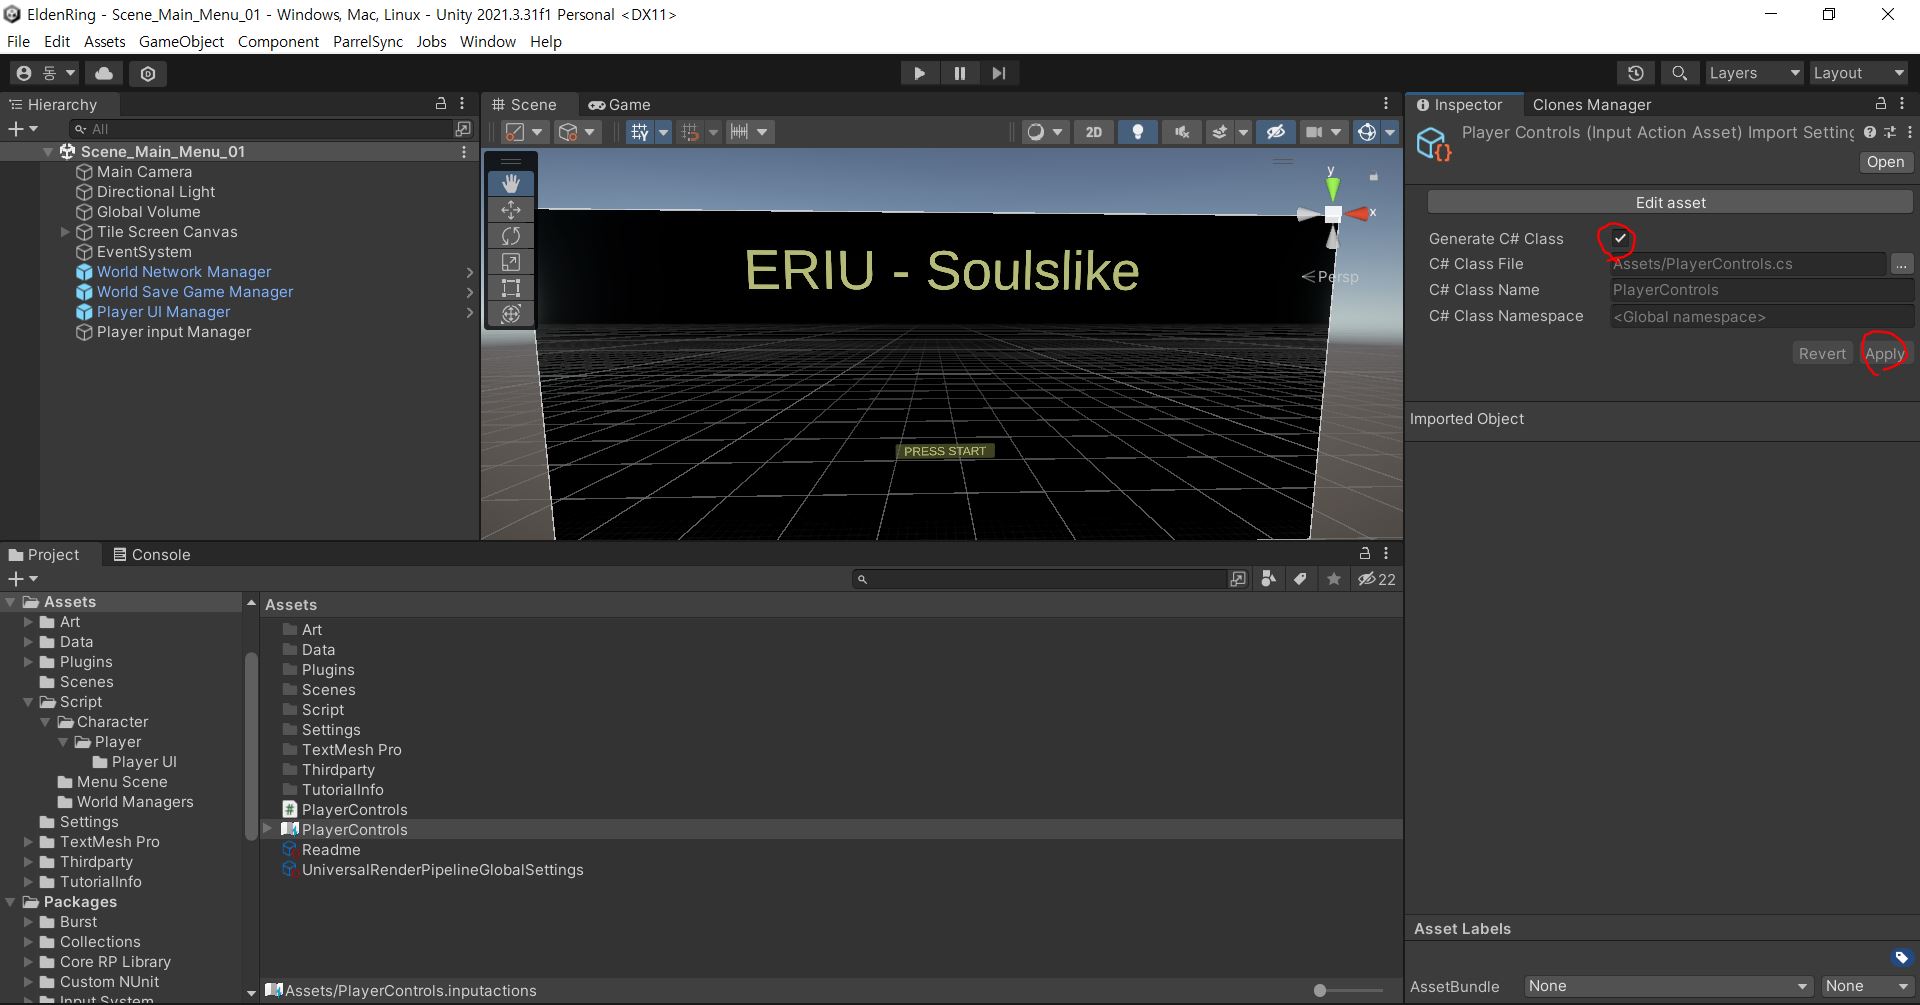 EldenRing - Scene_Main_Menu_01 - Windows, Mac, Linux - Unity 2021.3.31f1 Personal <DX11>
File Edit Assets GameObject Component ParrelSync Jobs Window Help
동
Layers
Layout
Hierarchy
All
Scene_Main_Menu_01
Main Camera
Directional Light
Global Volume
Tile Screen Canvas
EventSystem
World Network Manager
World Save Game Manager
Player UI Manager
Player input Manager
Scene
Game
2D
y
x
Persp
ERIU - Soulslike
PRESS START
Inspector
Clones Manager
Player Controls (Input Action Asset) Import Setting
Open
Edit asset
Generate C# Class
C# Class File Assets/PlayerControls.cs ...
C# Class Name PlayerControls
C# Class Namespace <Global namespace>
Revert Apply
Imported Object
Asset Labels
AssetBundle None None
Project
Console
22
Assets
Art
Data
Plugins
Scenes
Script
Character
Player
Player UI
Menu Scene
World Managers
Settings
TextMesh Pro
Thirdparty
TutorialInfo
Packages
Burst
Collections
Core RP Library
Custom NUnit
Input System
Assets
Art
Data
Plugins
Scenes
Script
Settings
TextMesh Pro
Thirdparty
TutorialInfo
PlayerControls
PlayerControls
Readme
UniversalRenderPipelineGlobalSettings
Assets/PlayerControls.inputactions